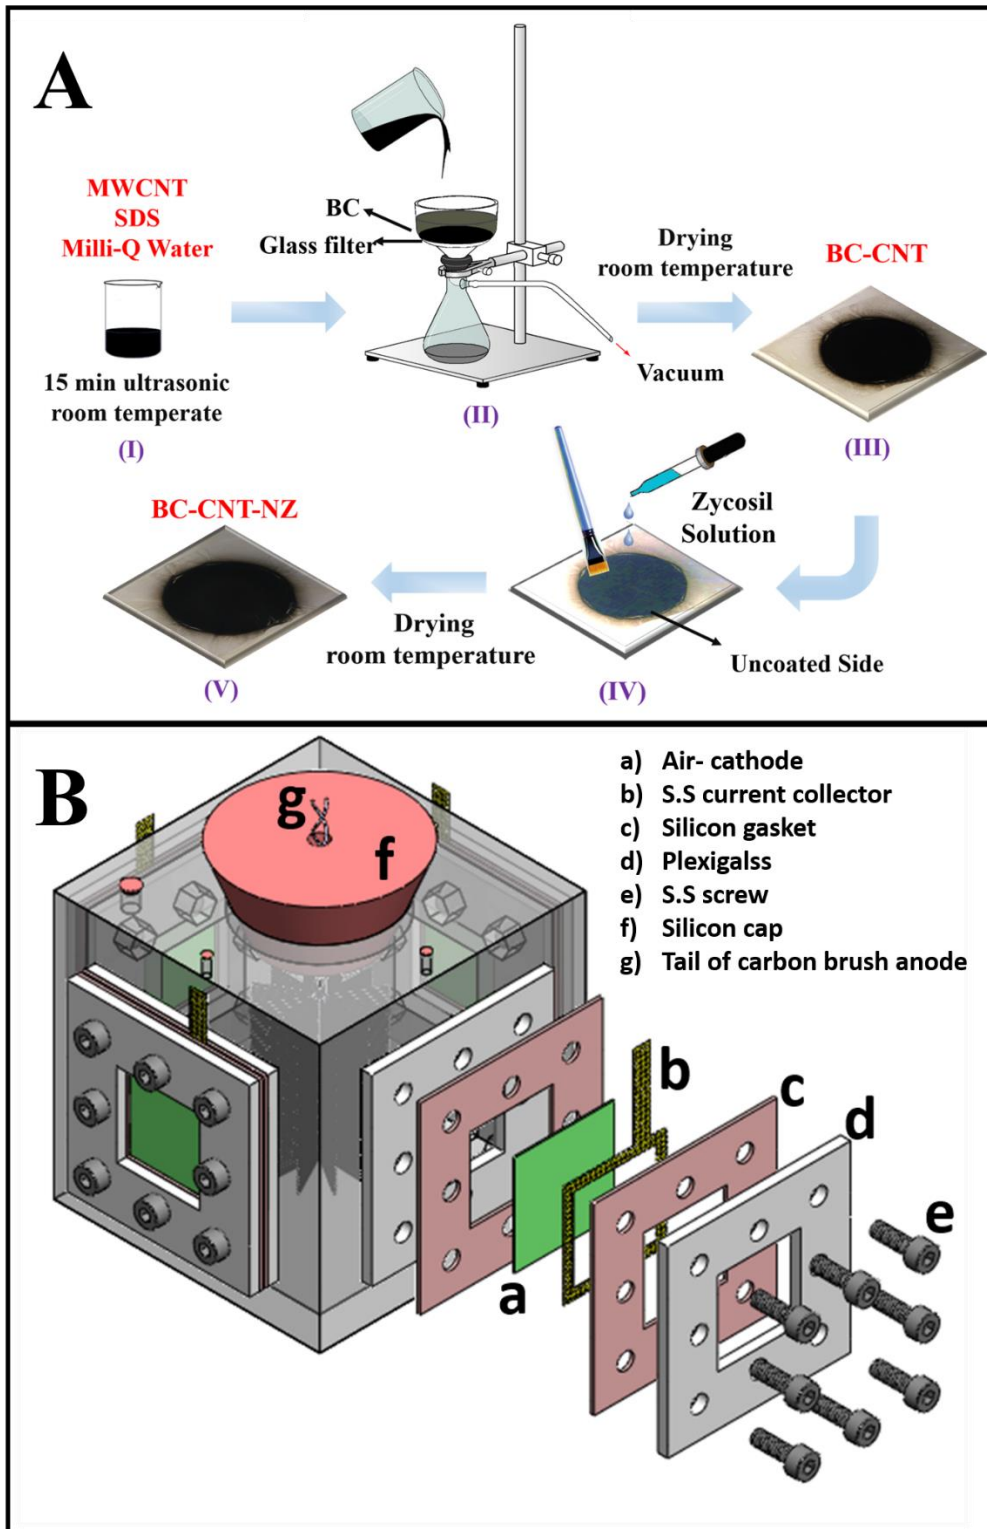 A
MWCNT
SDS
Milli-Q Water
15 min ultrasonic
room temperate
(I)
BC
Glass filter
Vacuum
(II)
Drying
room temperature
BC-CNT
(III)
Zycosil
Solution
Uncoated Side
(IV)
Drying
room temperature
BC-CNT-NZ
(V)
B
a) Air- cathode
b) S.S current collector
c) Silicon gasket
d) Plexigalss
e) S.S screw
f) Silicon cap
g) Tail of carbon brush anode
g
f
b
c
d
e
a